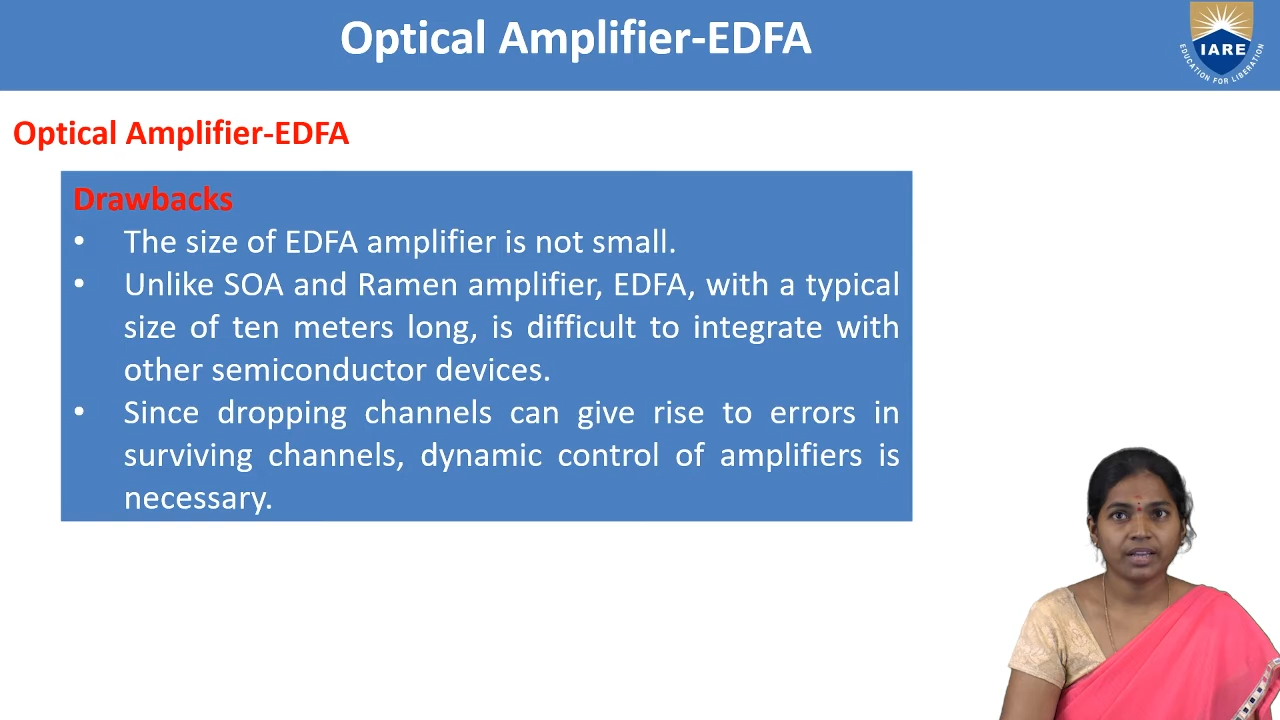 Optical Amplifier-EDFA
IARE
EDUCATION FOR LIBERATION
Optical Amplifier-EDFA
Drawbacks
• The size of EDFA amplifier is not small.
• Unlike SOA and Ramen amplifier, EDFA, with a typical
size of ten meters long, is difficult to integrate with
other semiconductor devices.
• Since dropping channels can give rise to errors in
surviving channels, dynamic control of amplifiers is
necessary.